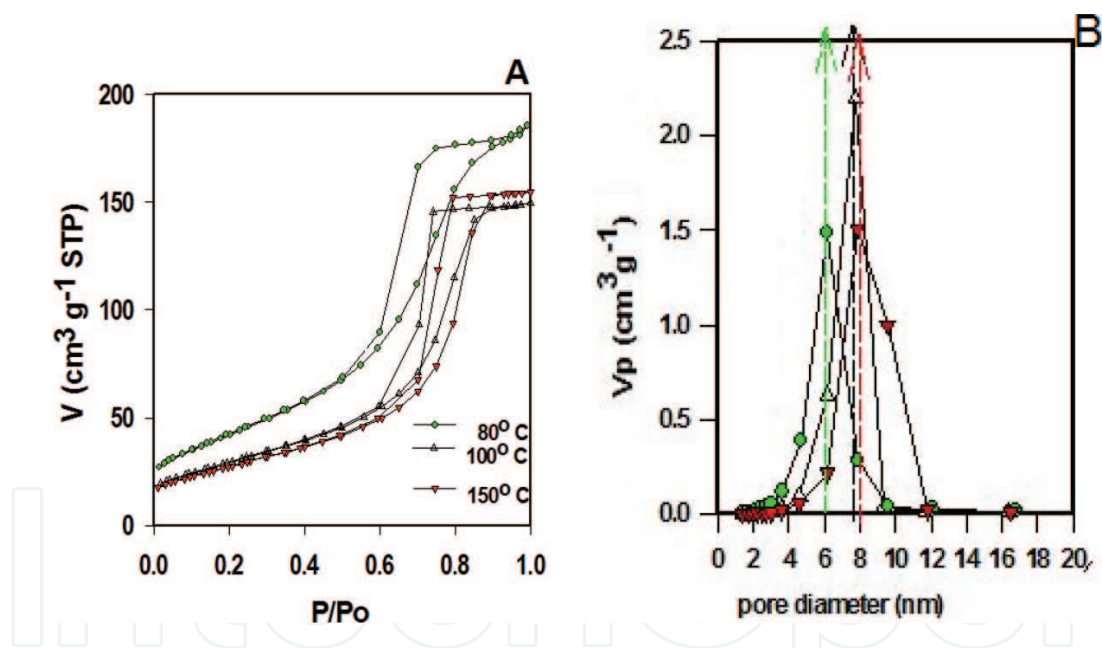 A
200
150
100
50
0
V (cm3 g-1 STP)
80o C
100o C
150o C
0.0 0.2 0.4 0.6 0.8 1.0
P/Po
B
2.5
2.0
1.5
1.0
0.5
0.0
Vp (cm3g-1)
0 2 4 6 8 10 12 14 16 18 20
pore diameter (nm)